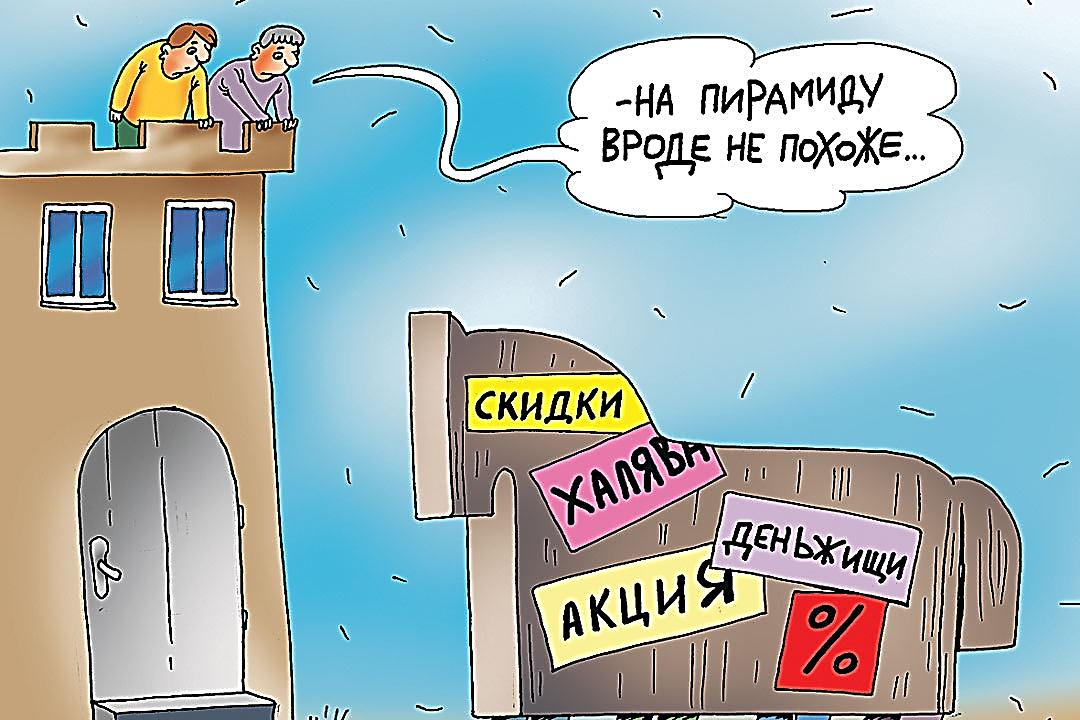 -НА ПИРАМИДУ
ВРОДЕ НЕ ПОХОЖЕ...
СКИДКИ
ХАЛЯВА
ДЕНЬЖИЩИ
АКЦИЯ
%